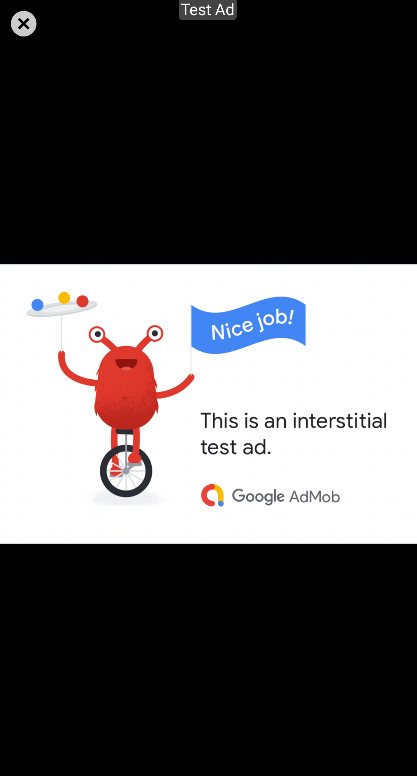 Test Ad
Nice job!
This is an interstitial
test ad.
Google AdMob